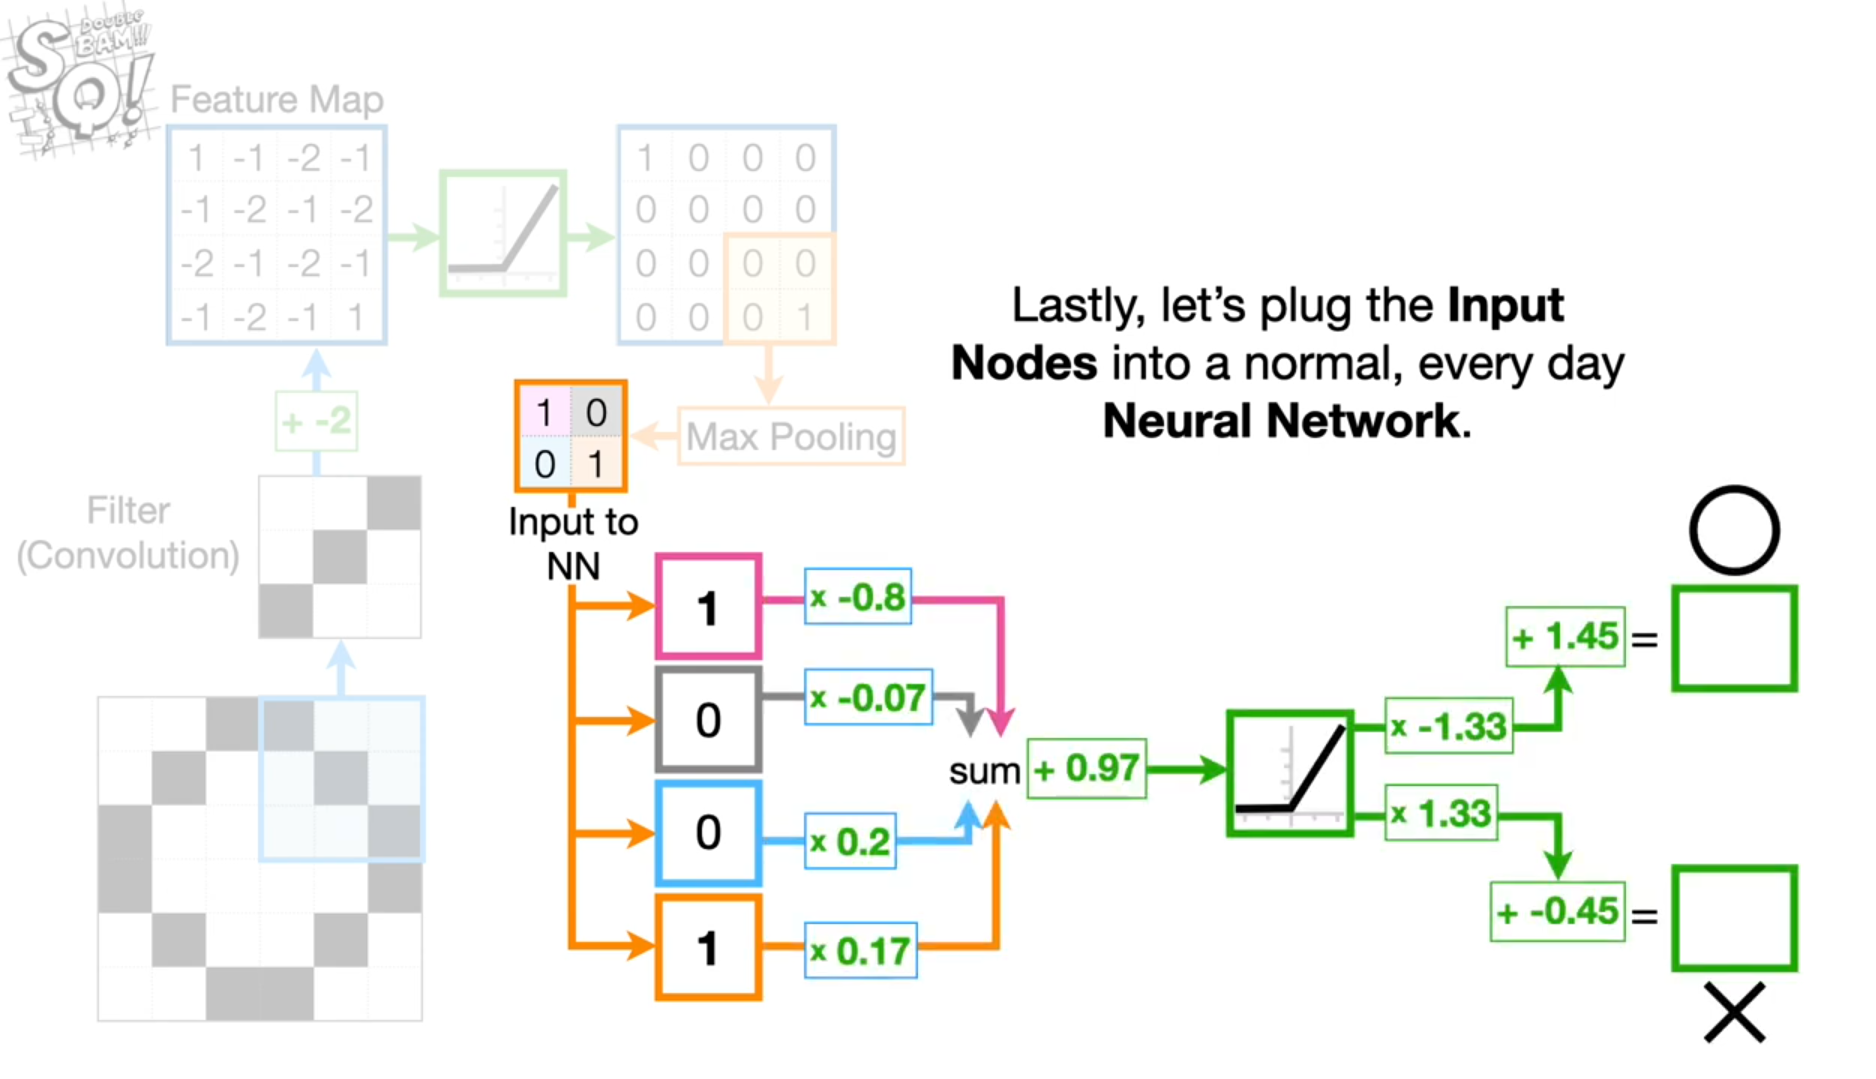 DOUBLE
BAM!!!
SQ!
Feature Map
1 -1 -2 -1
-1 -2 -1 -2
-2 -1 -2 -1
-1 -2 -1 1
1 0 0 0
0 0 0 0
0 0 0 0
0 0 0 1
Lastly, let's plug the Input
Nodes into a normal, every day
Neural Network.
+ -2
1 0
0 1
Max Pooling
Filter
(Convolution)
Input to
NN
1 x -0.8
0 x -0.07
sum + 0.97
0 x 0.2
1 x 0.17
+ 1.45 =
x -1.33
x 1.33
+ -0.45 =